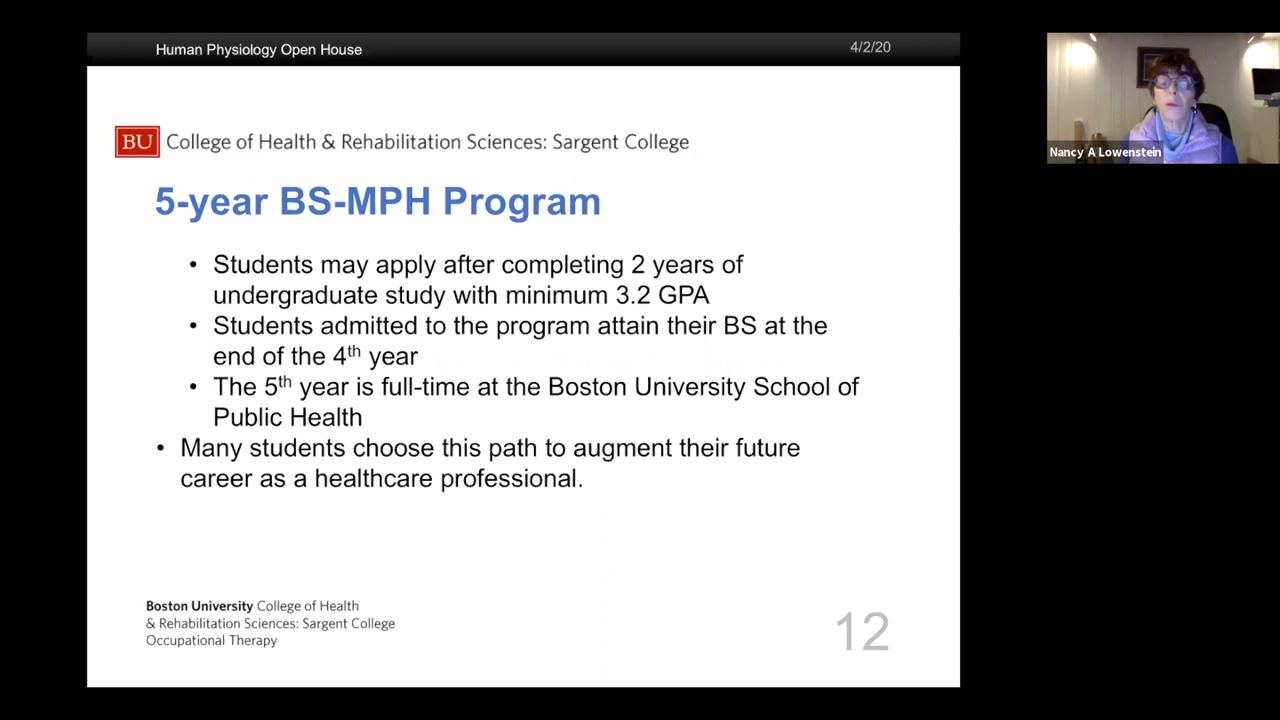 Human Physiology Open House
4/2/20
BU College of Health & Rehabilitation Sciences: Sargent College
5-year BS-MPH Program
• Students may apply after completing 2 years of
undergraduate study with minimum 3.2 GPA
• Students admitted to the program attain their BS at the
end of the 4th year
• The 5th year is full-time at the Boston University School of
Public Health
• Many students choose this path to augment their future
career as a healthcare professional.
Boston University College of Health
& Rehabilitation Sciences: Sargent College
Occupational Therapy
12
Nancy A Lowenstein